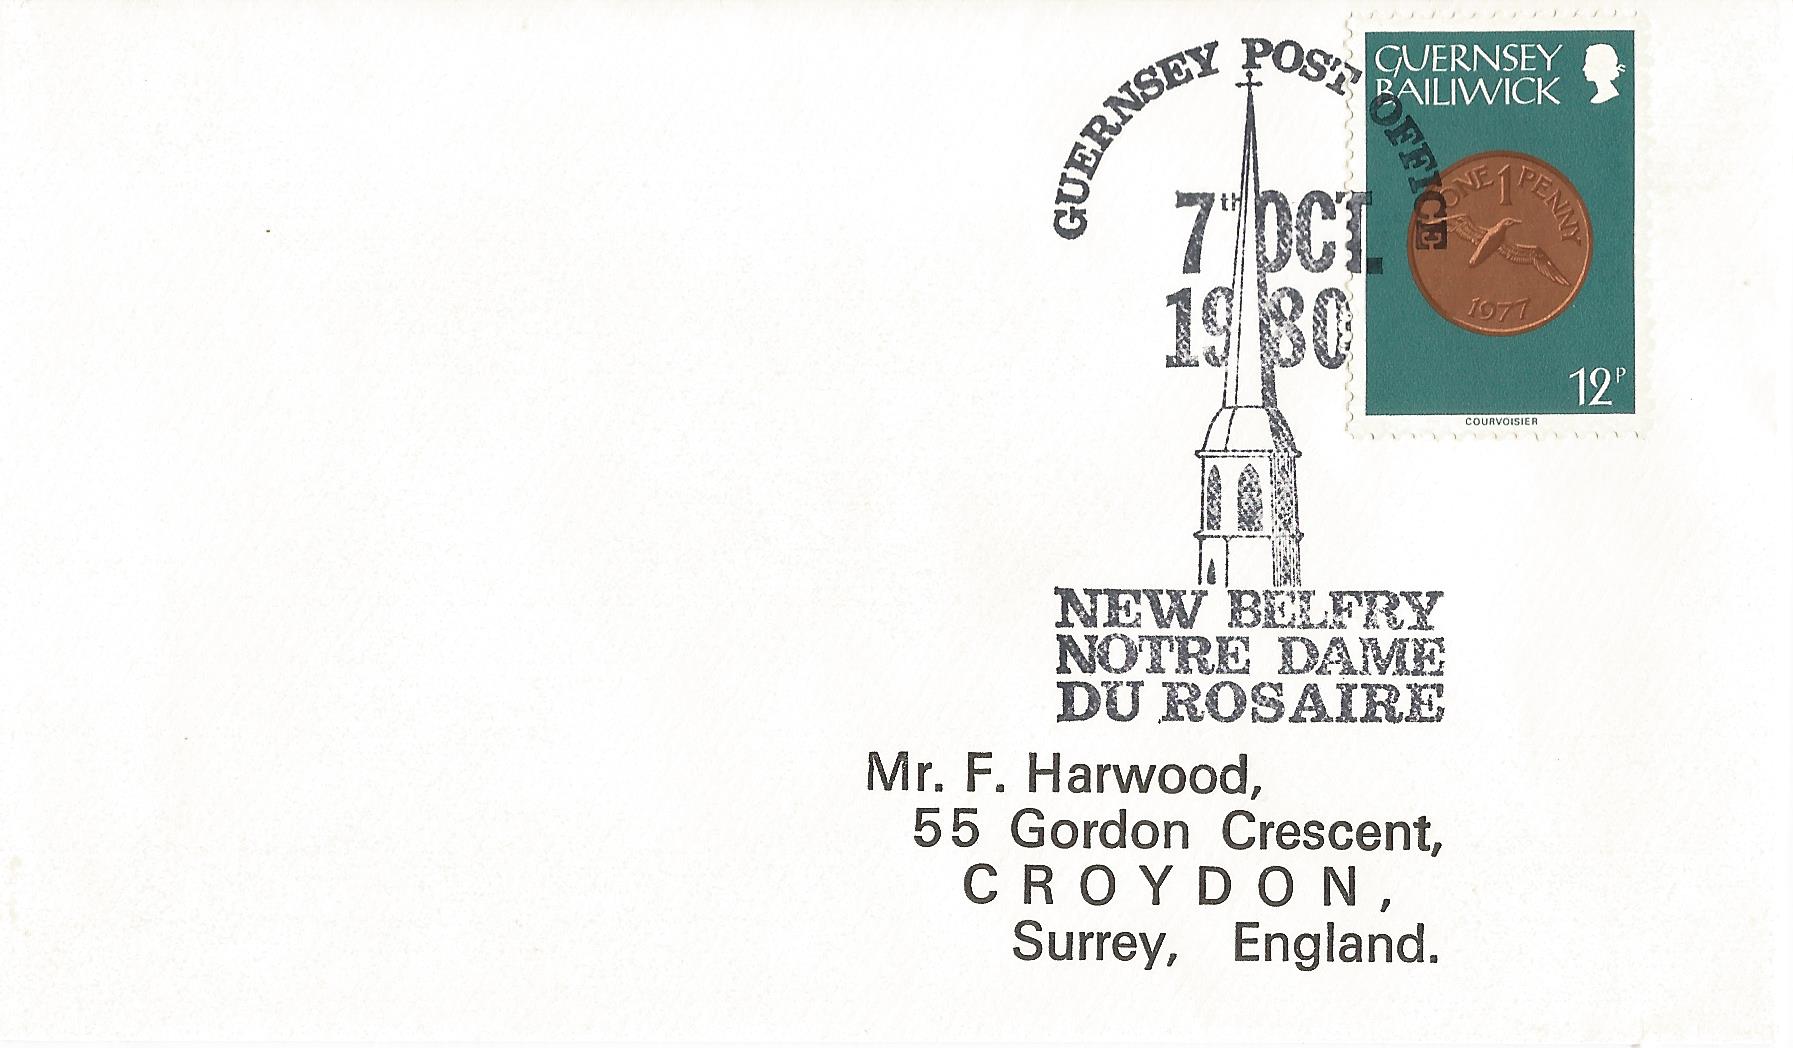 GUERNSEY POST OFFICE
7th OCT
1980
NEW BELFRY
NOTRE DAME
DU ROSAIRE
GUERNSEY
BAILIWICK
ONE 1 PENNY
1977
12P
COURVOISIER
Mr. F. Harwood,
55 Gordon Crescent,
CROYDON,
Surrey, England.